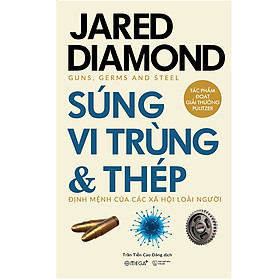 JARED
DIAMOND
GUNS, GERMS AND STEEL
TÁC PHẨM
ĐOẠT
GIẢI THƯỞNG
PULITZER
SÚNG
VI TRÙNG
& THÉP
ĐỊNH MỆNH CỦA CÁC XÃ HỘI LOÀI NGƯỜI
Trần Tiễn Cao Đăng dịch
OMEGA+